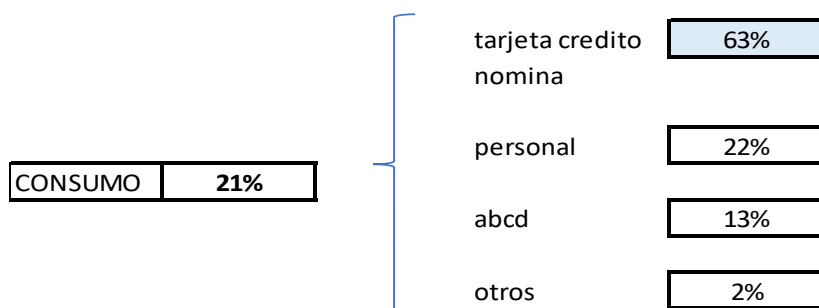 tarjeta credito 63%
nomina
personal 22%
CONSUMO 21%
abcd 13%
otros 2%